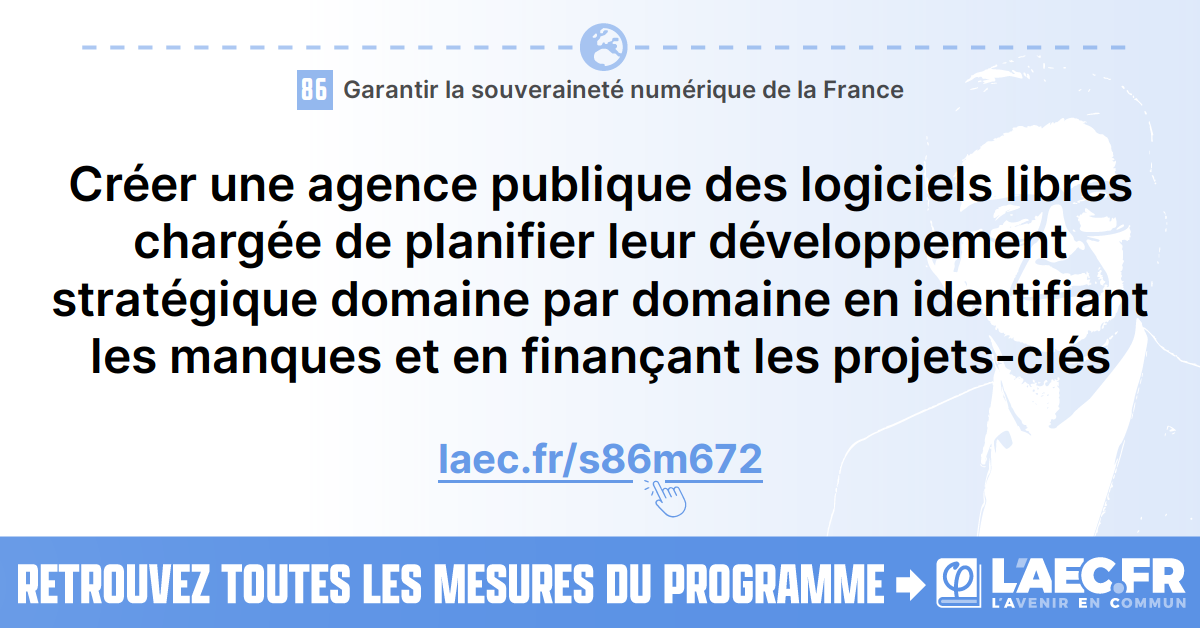 86 Garantir la souveraineté numérique de la France
Créer une agence publique des logiciels libres
chargée de planifier leur développement
stratégique domaine par domaine en identifiant
les manques et en finançant les projets-clés
laec.fr/s86m672
RETROUVEZ TOUTES LES MESURES DU PROGRAMME
L'AEC.FR
L'AVENIR EN COMMUN